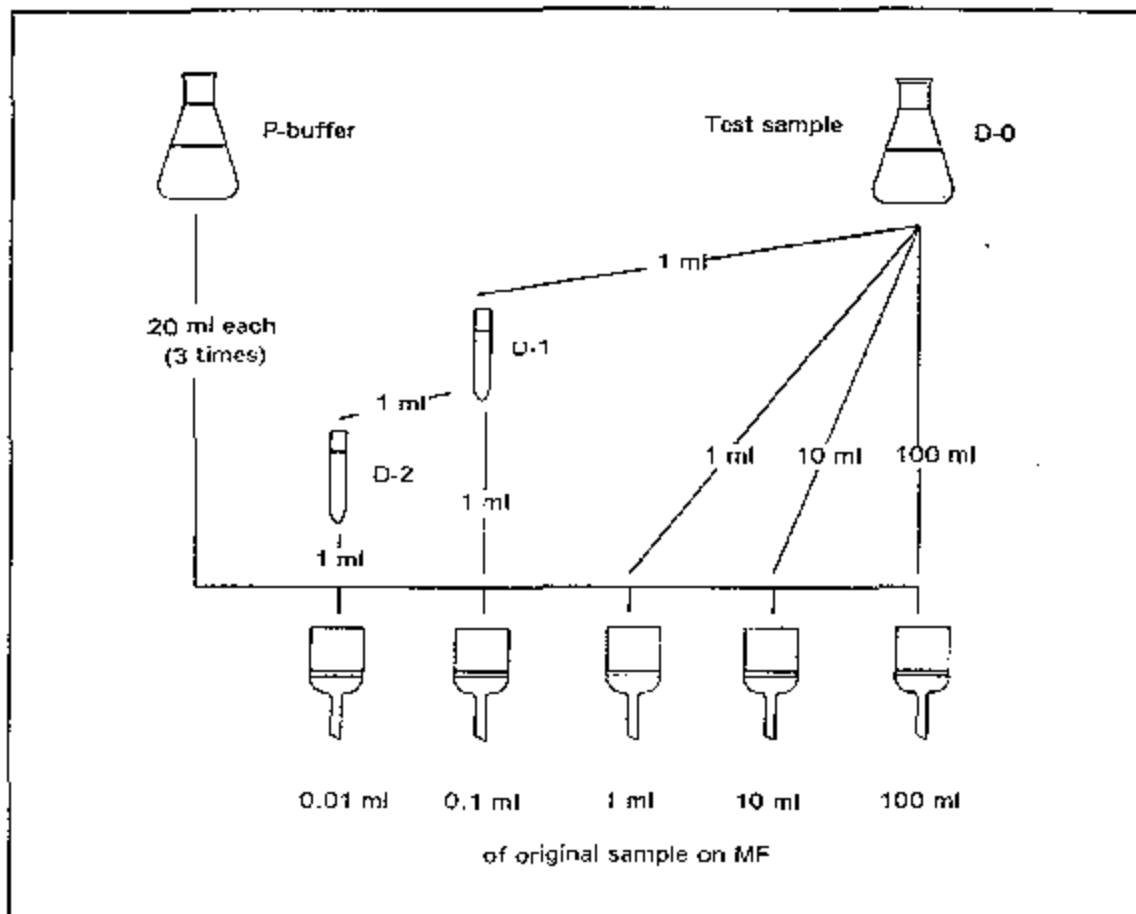 P-buffer
Test sample
D-0
1 ml
20 ml each
(3 times)
D-1
1 ml
D-2
1 ml
1 ml
10 ml
100 ml
1 ml
1 ml
0.01 ml
0.1 ml
1 ml
10 ml
100 ml
of original sample on MF